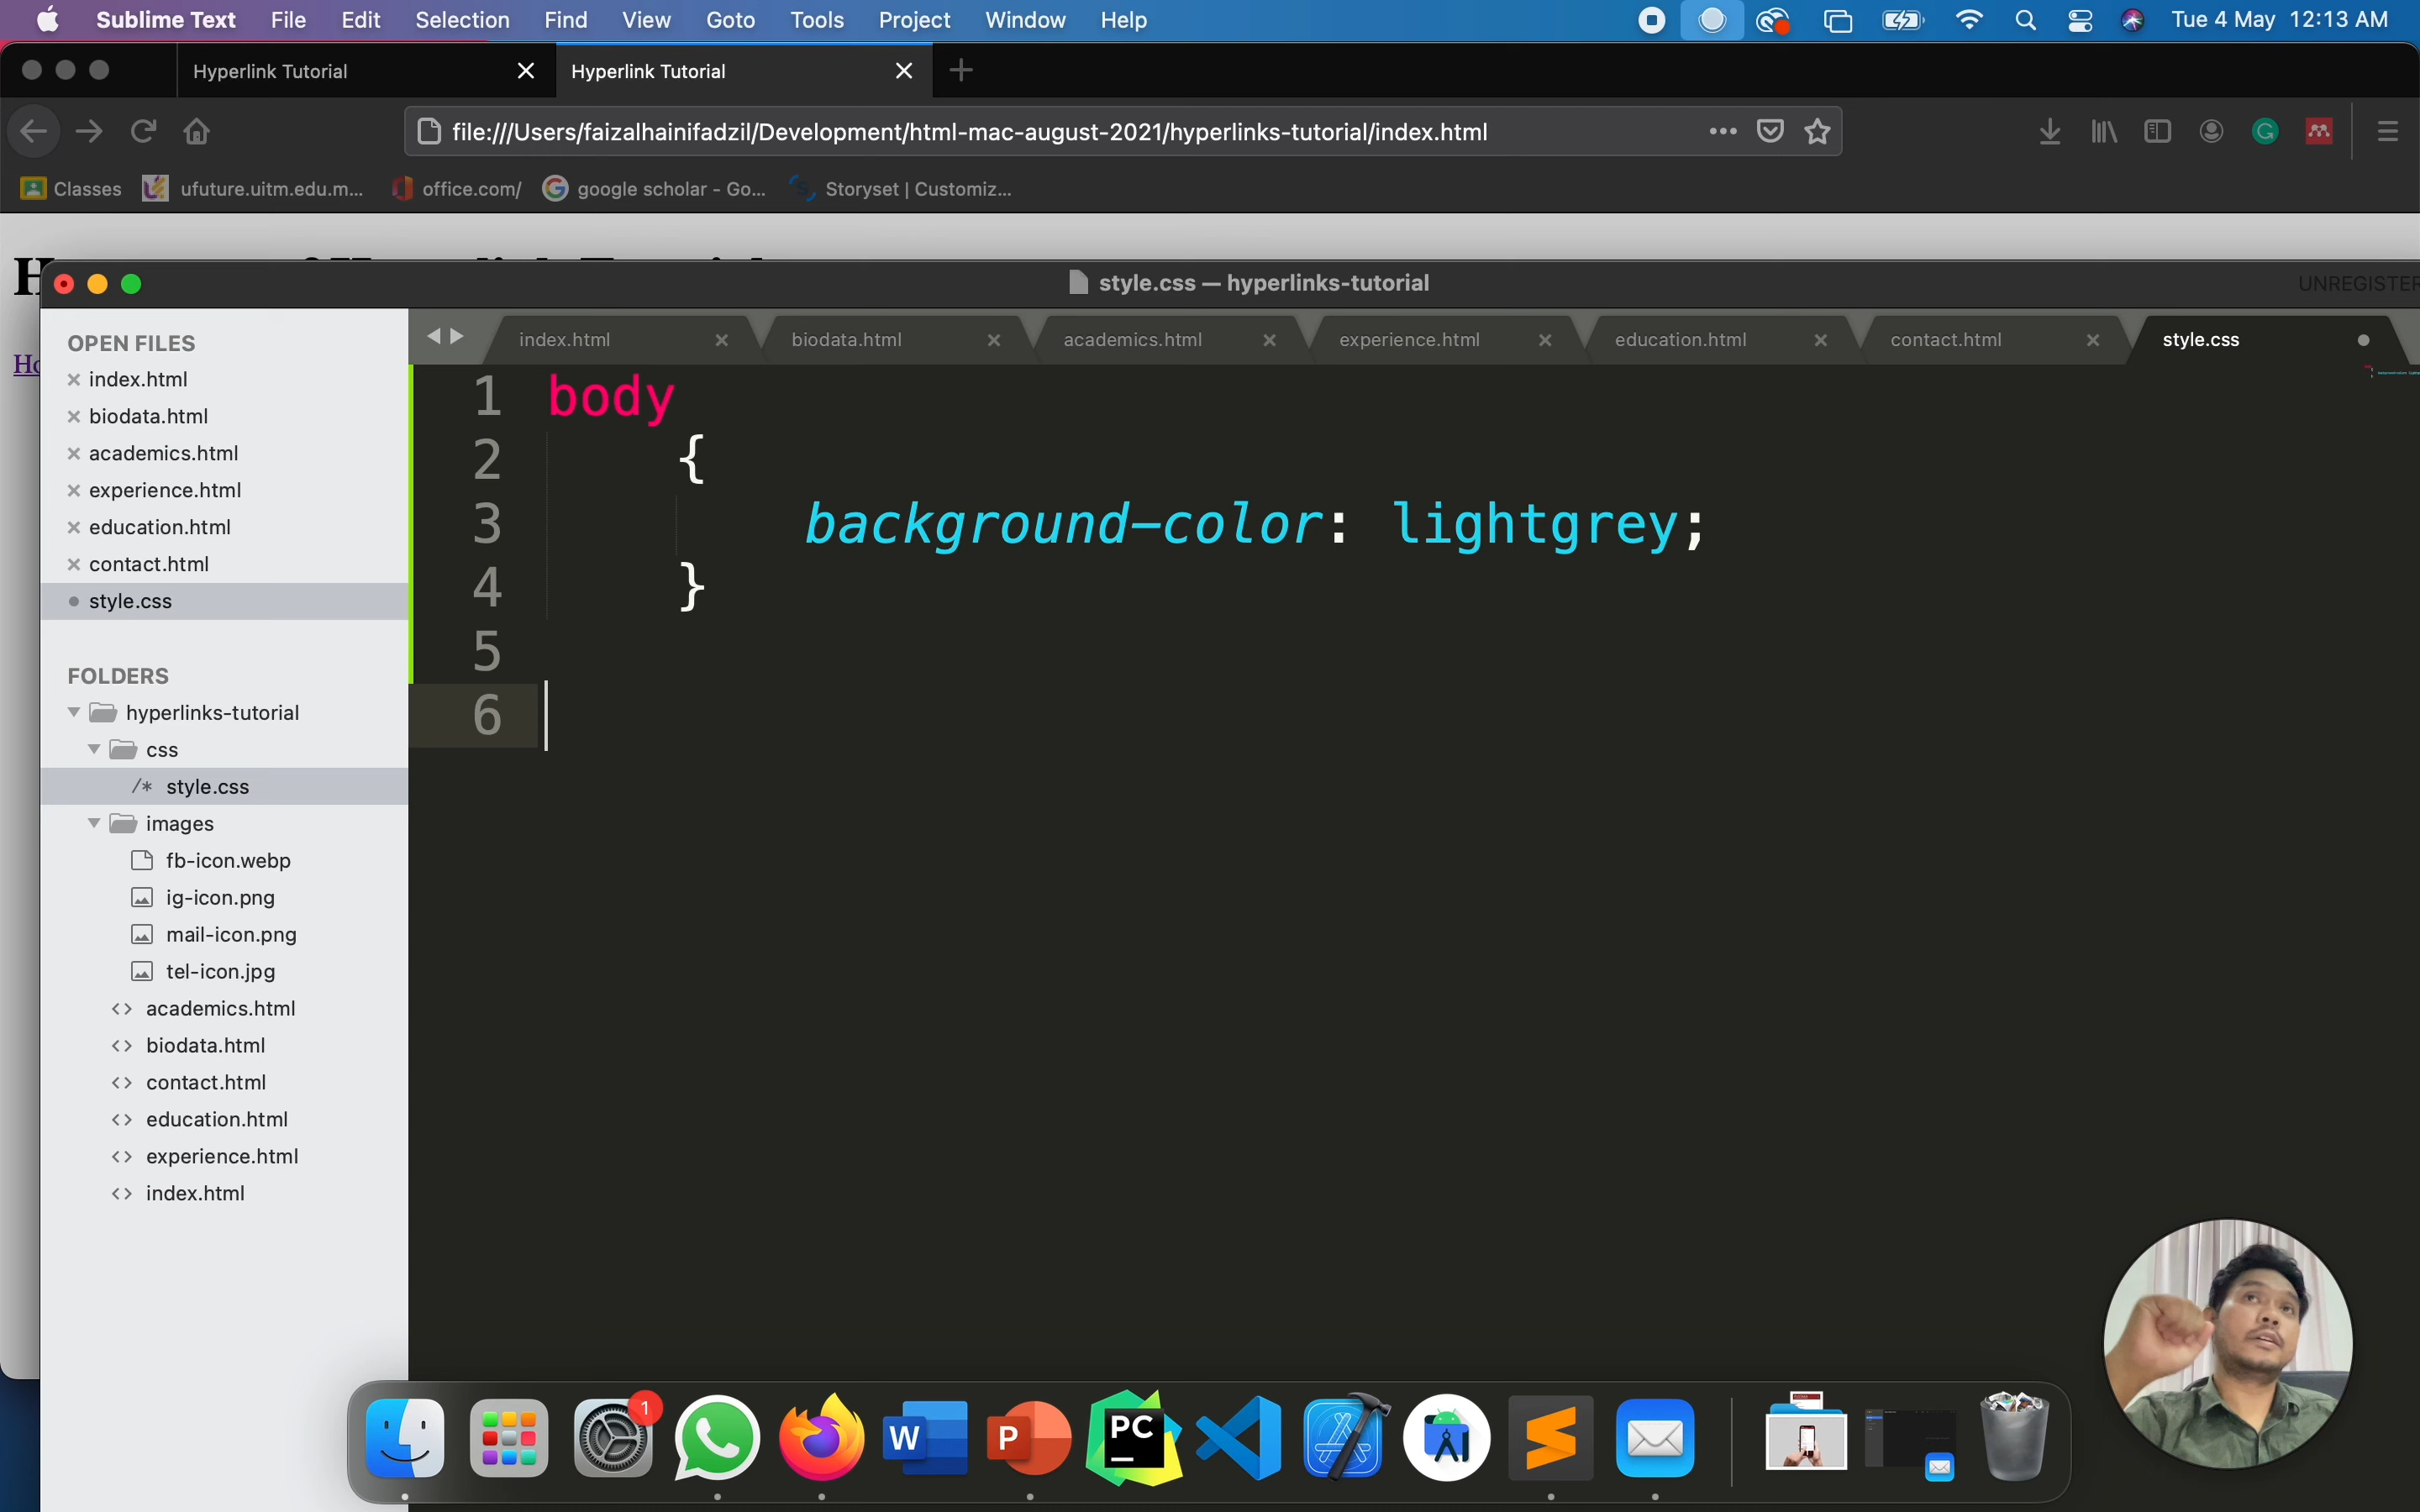 Sublime Text File Edit Selection Find View Goto Tools Project Window Help Tue 4 May 12:13 AM
Hyperlink Tutorial Hyperlink Tutorial
file:///Users/faizalhainifadzil/Development/html-mac-august-2021/hyperlinks-tutorial/index.html
Classes ufuture.uitm.edu.m... office.com/ google scholar - Go... Storyset | Customiz...
style.css — hyperlinks-tutorial UNREGISTER
index.html biodata.html academics.html experience.html education.html contact.html style.css
OPEN FILES
index.html
biodata.html
academics.html
experience.html
education.html
contact.html
style.css
FOLDERS
hyperlinks-tutorial
css
/* style.css
images
fb-icon.webp
ig-icon.png
mail-icon.png
tel-icon.jpg
<> academics.html
<> biodata.html
<> contact.html
<> education.html
<> experience.html
<> index.html
1 body
2 {
3 background-color: lightgrey;
4 }
5
6
1
W
P
PC